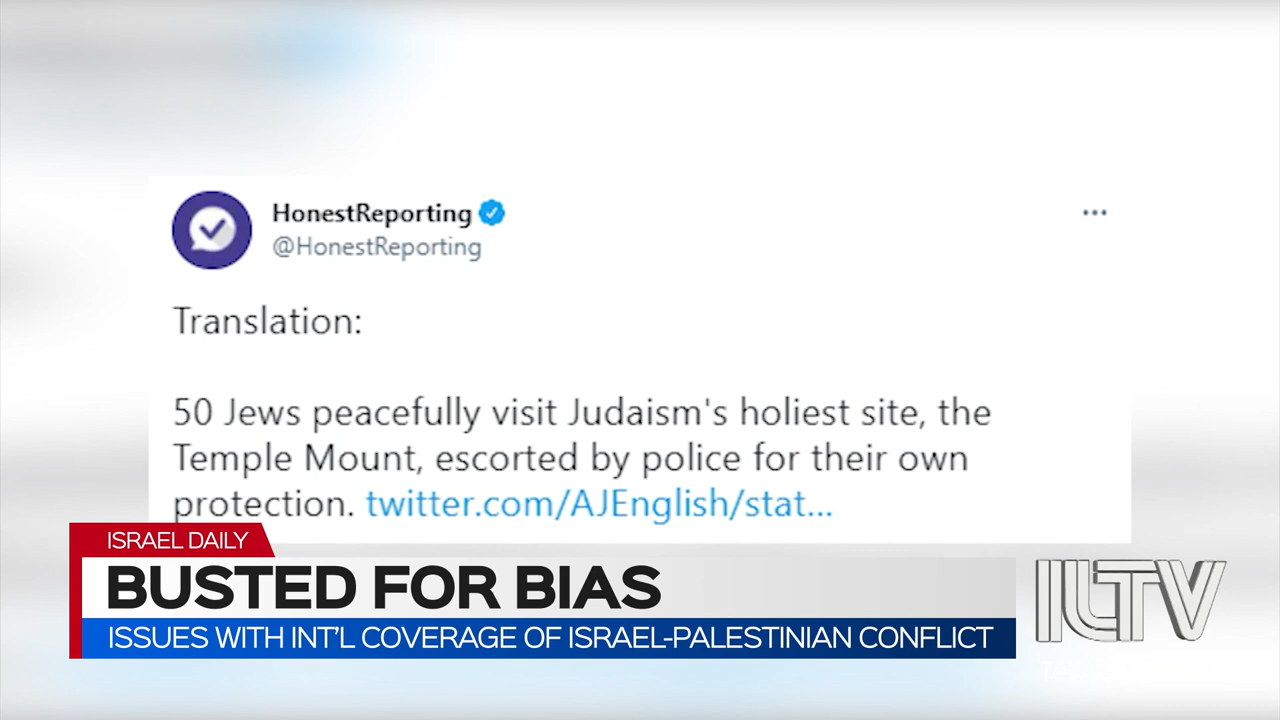 HonestReporting
@HonestReporting
Translation:
50 Jews peacefully visit Judaism's holiest site, the
Temple Mount, escorted by police for their own
protection. twitter.com/AJEnglish/stat...
ISRAEL DAILY
BUSTED FOR BIAS
ISSUES WITH INT'L COVERAGE OF ISRAEL-PALESTINIAN CONFLICT
ILTV